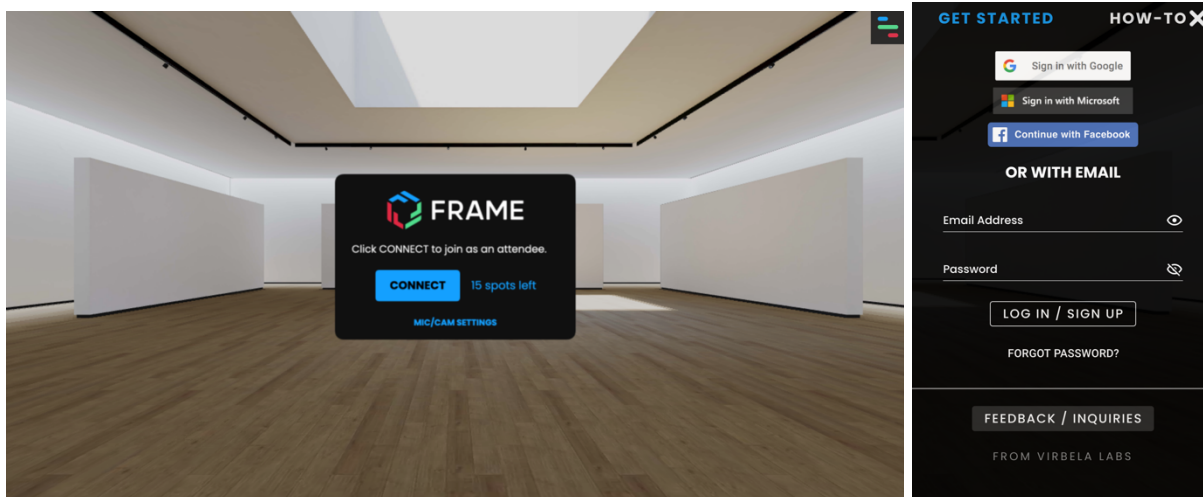 FRAME
Click CONNECT to join as an attendee.
CONNECT 15 spots left
MIC/CAM SETTINGS
GET STARTED HOW-TO X
Sign in with Google
Sign in with Microsoft
Continue with Facebook
OR WITH EMAIL
Email Address
Password
LOG IN / SIGN UP
FORGOT PASSWORD?
FEEDBACK / INQUIRIES
FROM VIRBELA LABS